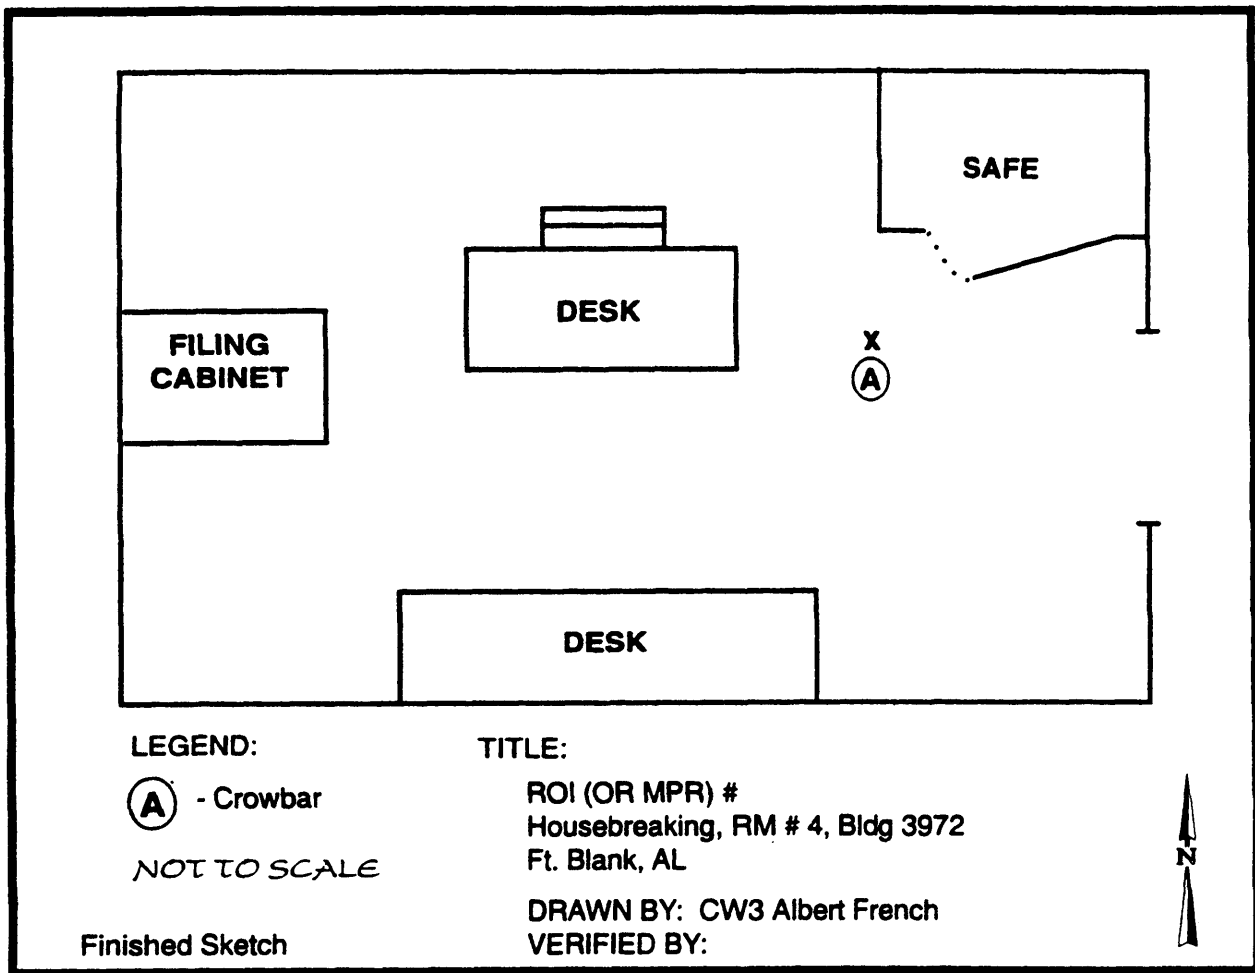 SAFE
DESK
X
A
FILING
CABINET
DESK
LEGEND:
A - Crowbar
NOT TO SCALE
Finished Sketch
TITLE:
ROI (OR MPR) #
Housebreaking, RM # 4, Bldg 3972
Ft. Blank, AL
DRAWN BY: CW3 Albert French
VERIFIED BY:
N